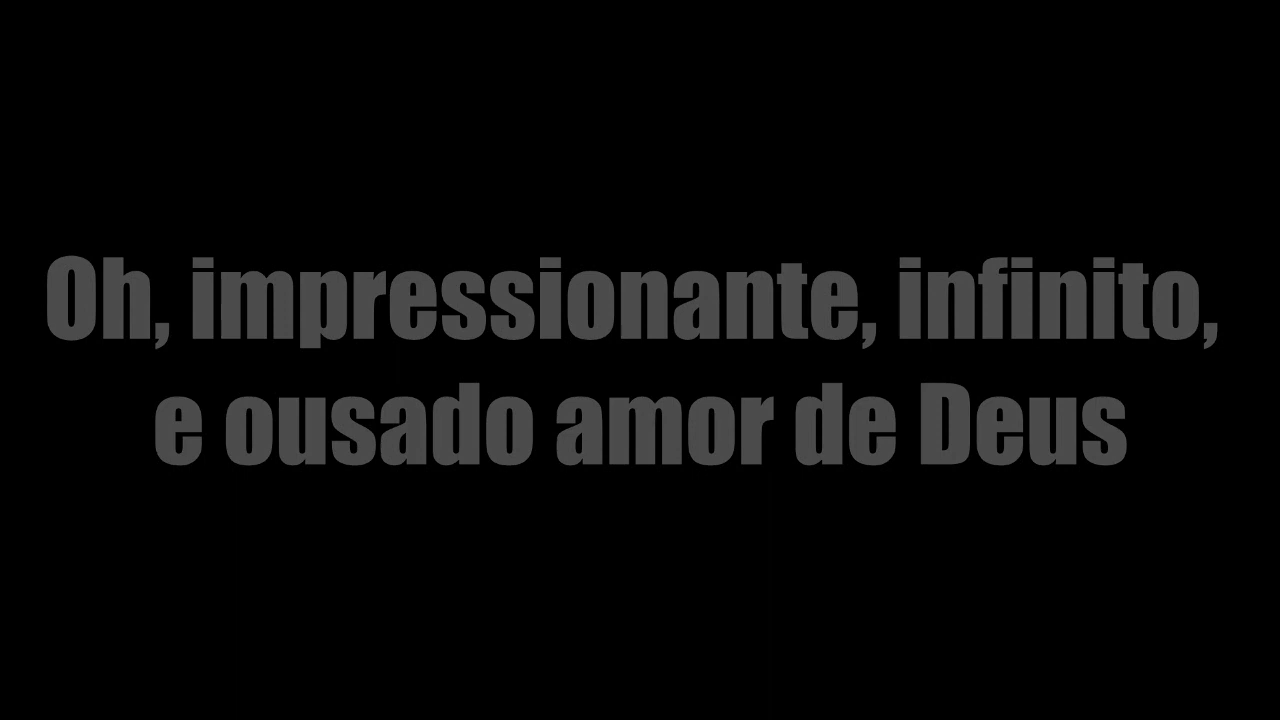 Oh, impressionante, infinito,
e ousado amor de Deus